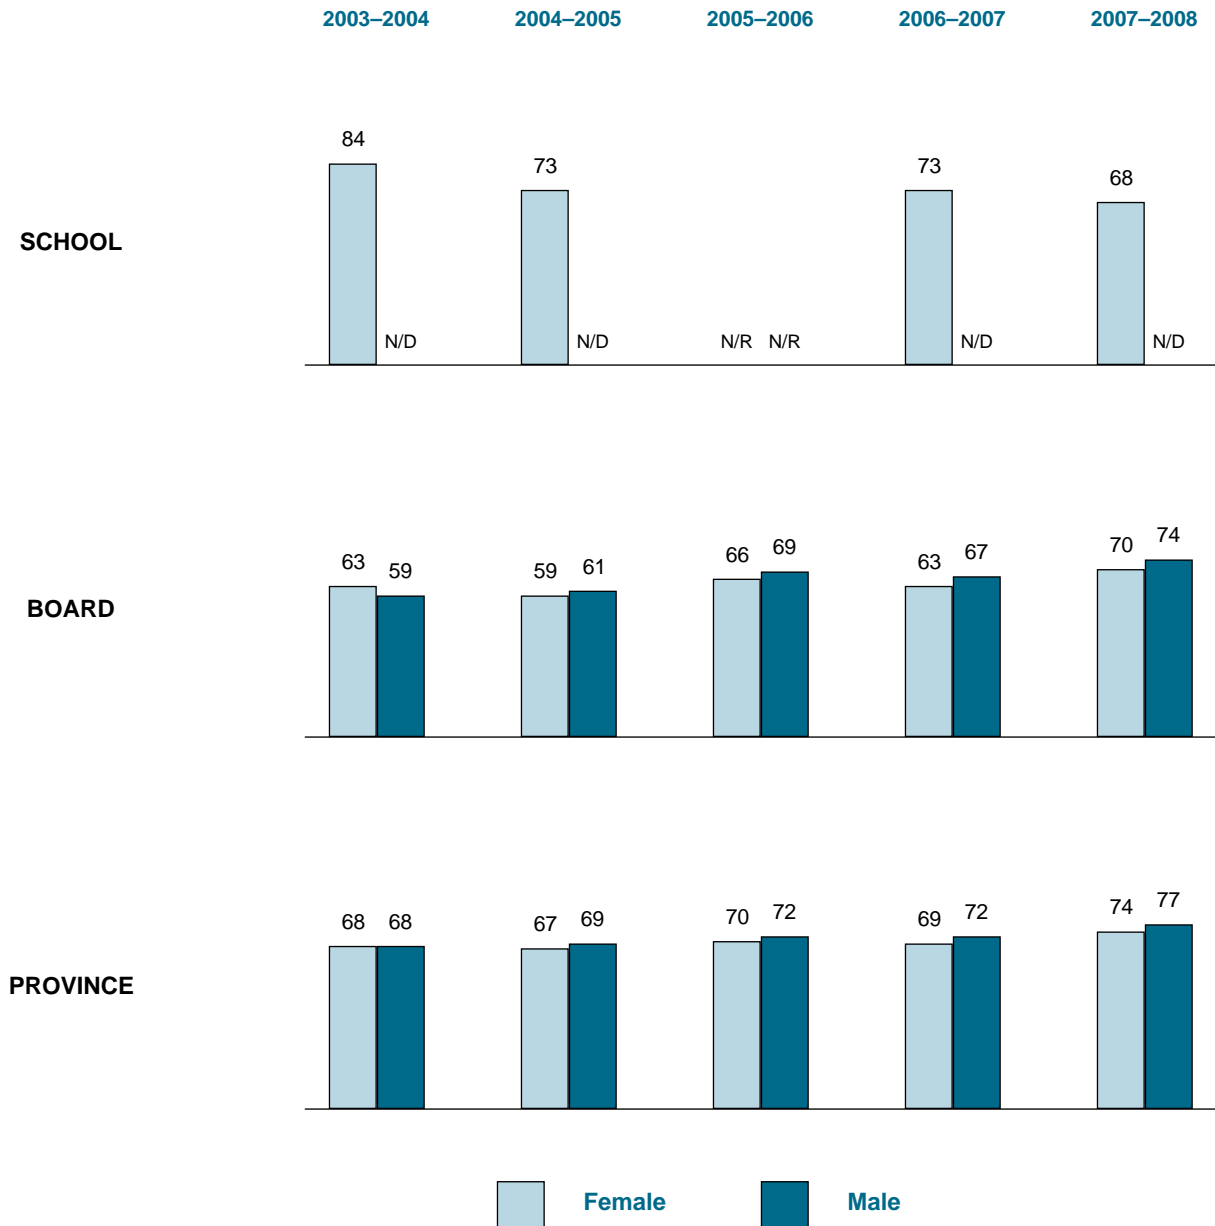 2003–2004 2004–2005 2005–2006 2006–2007 2007–2008
84 73 73 68
SCHOOL
N/D N/D N/R N/R N/D N/D
63 59 59 61 66 69 63 67 70 74
BOARD
68 68 67 69 70 72 69 72 74 77
PROVINCE
Female Male